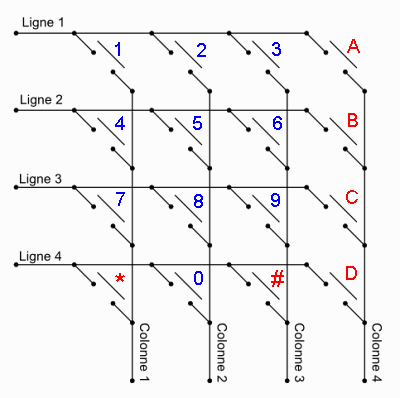 Ligne 1
1 2 3 A
Ligne 2
4 5 6 B
Ligne 3
7 8 9 C
Ligne 4
* 0 # D
Colonne 1
Colonne 2
Colonne 3
Colonne 4